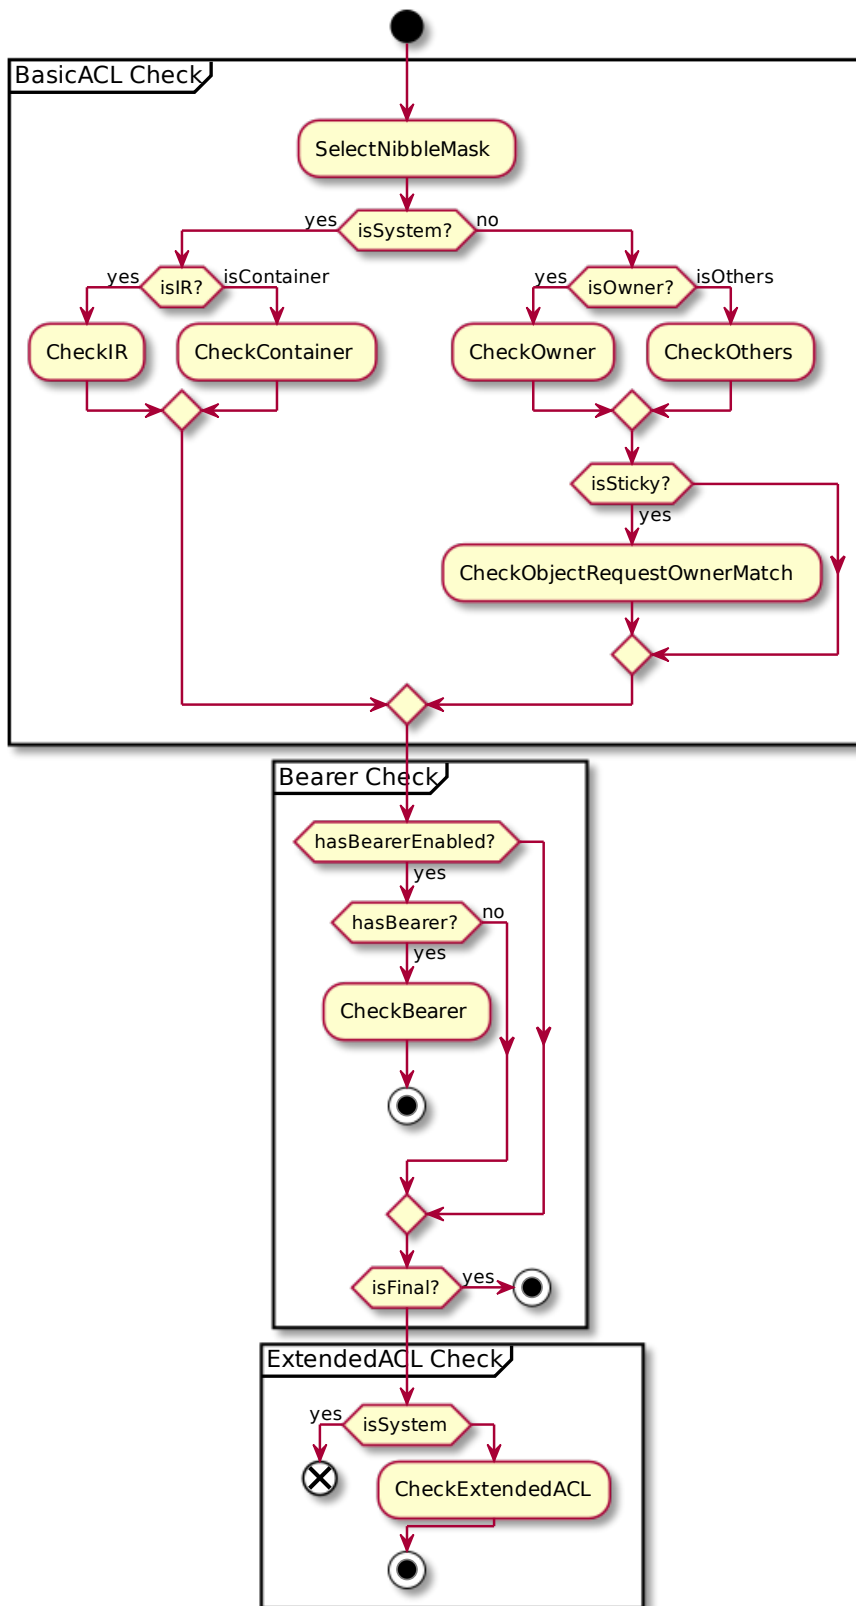 BasicACL Check
SelectNibbleMask
yes isSystem? no
yes isIR? isContainer yes isOwner? isOthers
CheckIR CheckContainer CheckOwner CheckOthers
isSticky?
yes
CheckObjectRequestOwnerMatch
Bearer Check
hasBearerEnabled?
yes
hasBearer? no
yes
CheckBearer
isFinal? yes
ExtendedACL Check
yes isSystem
CheckExtendedACL